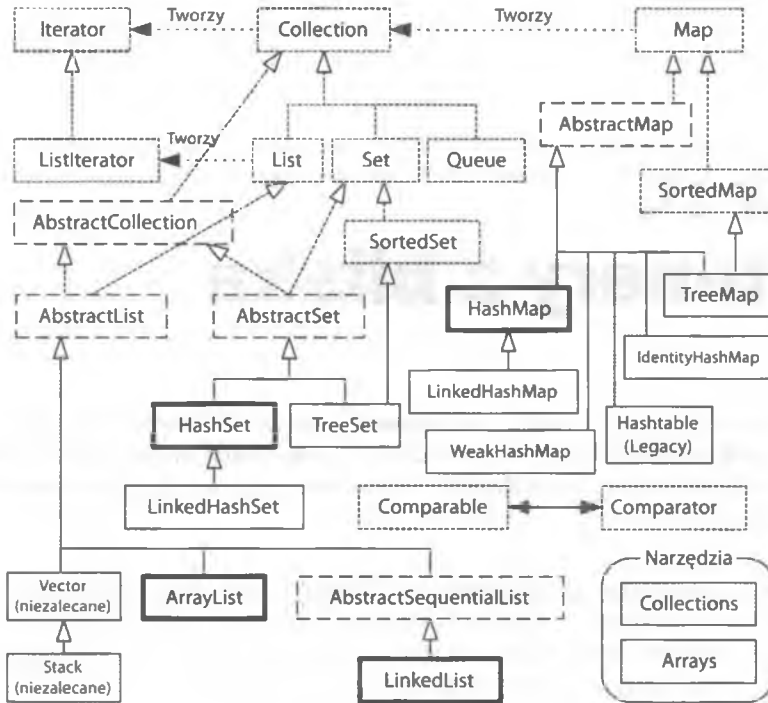 Iterator
Tworzy
Collection
Tworzy
Map
AbstractMap
ListIterator
Tworzy
List
Set
Queue
SortedMap
AbstractCollection
SortedSet
AbstractList
AbstractSet
HashMap
TreeMap
IdentityHashMap
LinkedHashMap
HashSet
TreeSet
Hashtable
(Legacy)
WeakHashMap
LinkedHashSet
Comparable
Comparator
Vector
(niezalecane)
ArrayList
AbstractSequentialList
Narzędzia
Collections
Arrays
Stack
(niezalecane)
LinkedList